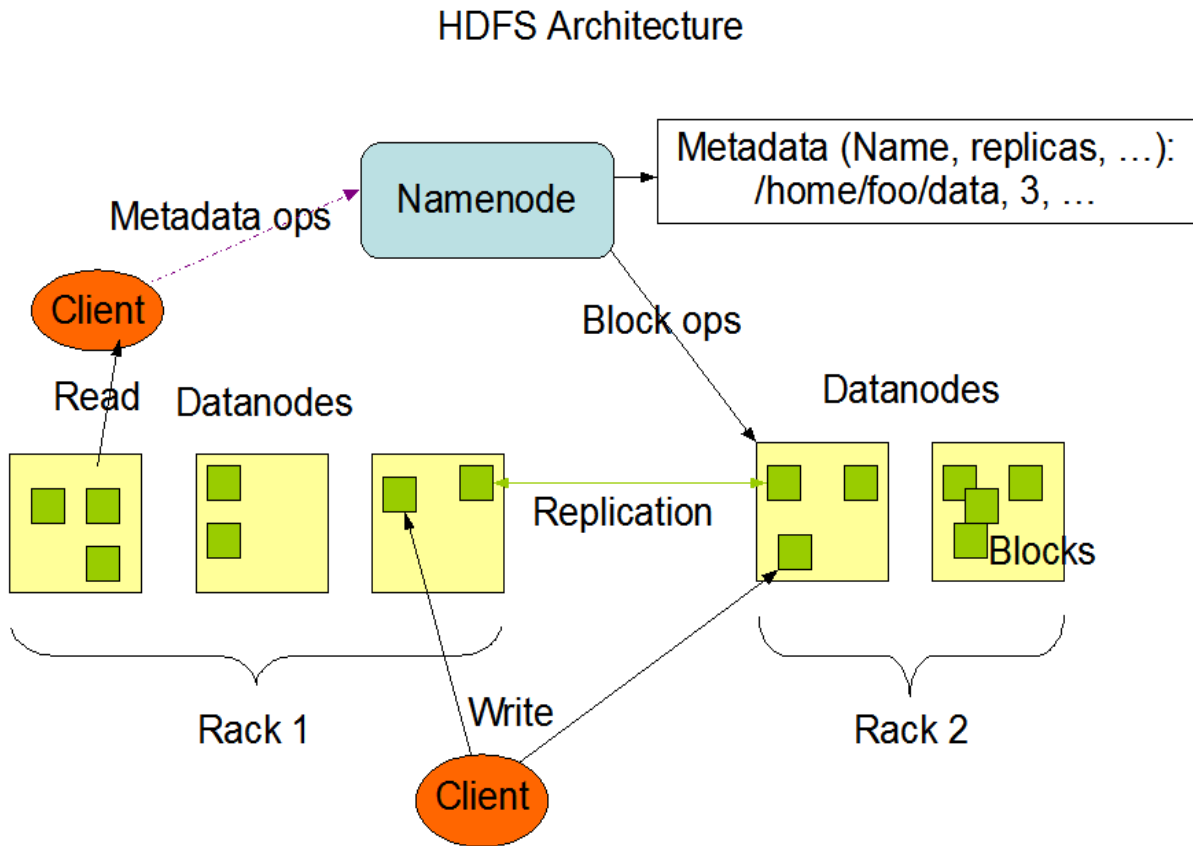 HDFS Architecture
Metadata (Name, replicas, …):
/home/foo/data, 3, …
Namenode
Metadata ops
Client
Block ops
Read
Datanodes
Datanodes
Replication
Blocks
Rack 1
Write
Rack 2
Client